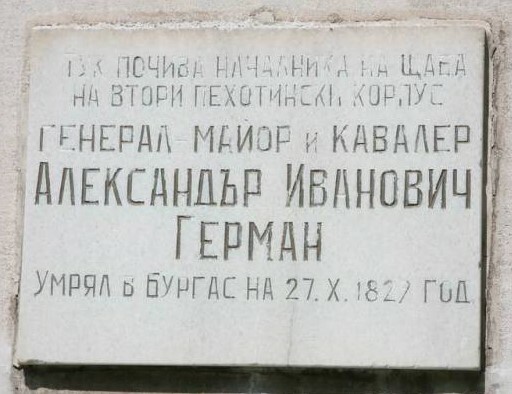 ТУК ПОЧИВА НАЧАЛНИКА НА ЩАБА
НА ВТОРИ ПЕХОТИНСКИ КОРПУС
ГЕНЕРАЛ-МАЙОР И КАВАЛЕР
АЛЕКСАНДЪР ИВАНОВИЧ
ГЕРМАН
УМРЯЛ В БУРГАС НА 27. X. ГОД